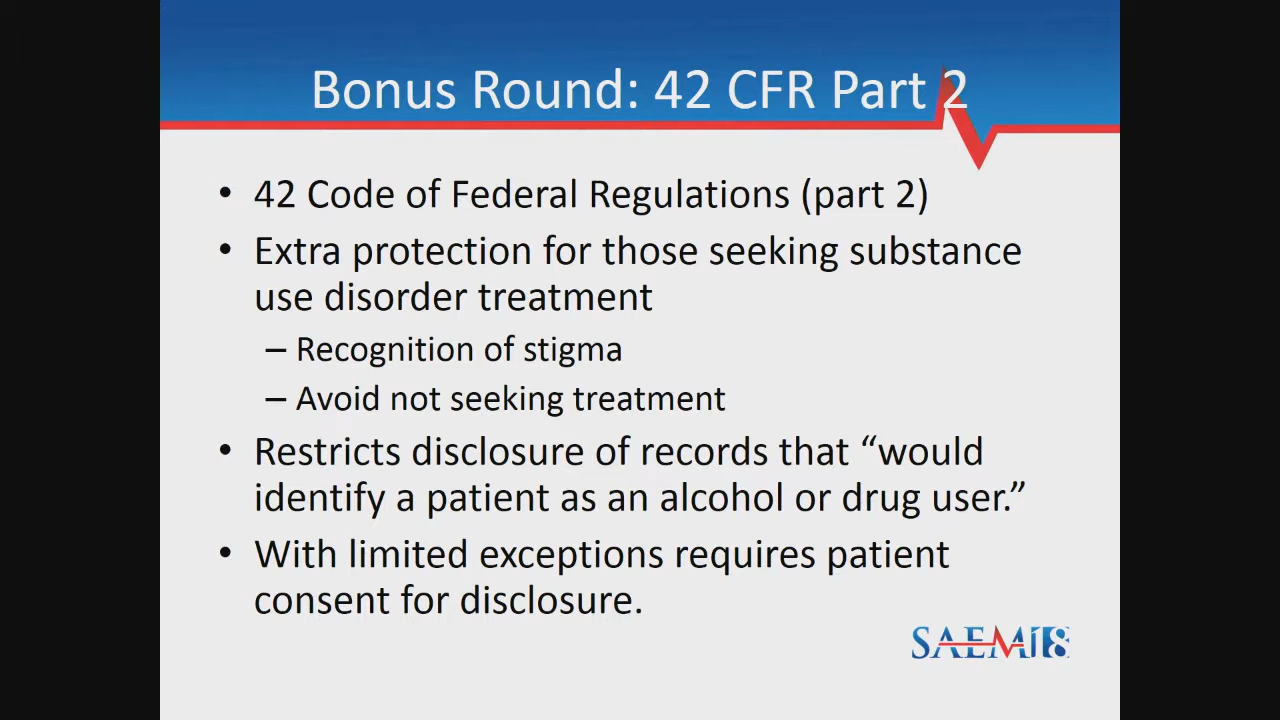 Bonus Round: 42 CFR Part 2
• 42 Code of Federal Regulations (part 2)
• Extra protection for those seeking substance
use disorder treatment
– Recognition of stigma
– Avoid not seeking treatment
• Restricts disclosure of records that “would
identify a patient as an alcohol or drug user.”
• With limited exceptions requires patient
consent for disclosure.
SAEM18